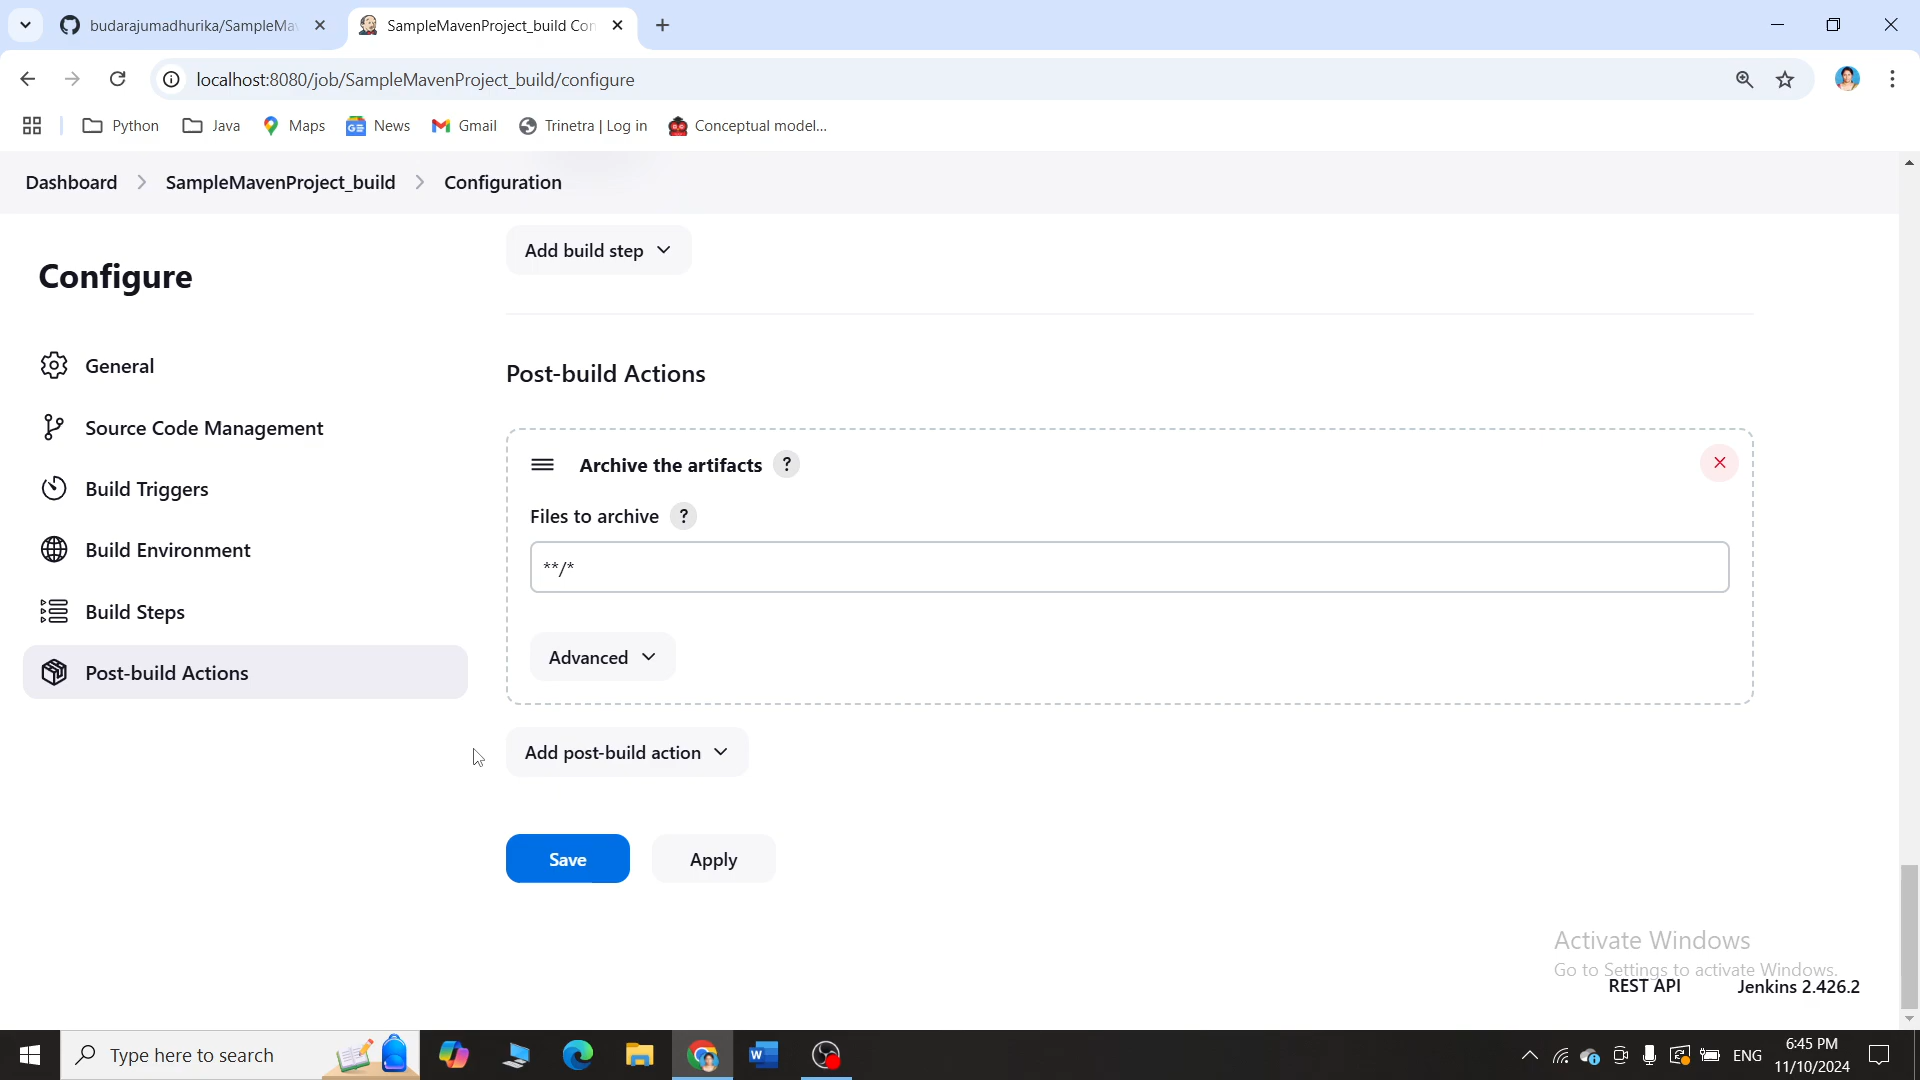 budarajumadhurika/SampleMav
SampleMavenProject_build Con
localhost:8080/job/SampleMavenProject_build/configure
Python
Java
Maps
News
Gmail
Trinetra | Log in
Conceptual model...
Dashboard
SampleMavenProject_build
Configuration
Configure
General
Source Code Management
Build Triggers
Build Environment
Build Steps
Post-build Actions
Add build step
Post-build Actions
Archive the artifacts ?
Files to archive ?
**/*
Advanced
Add post-build action
Save
Apply
Activate Windows
Go to Settings to activate Windows.
REST API
Jenkins 2.426.2
Type here to search
ENG
6:45 PM
11/10/2024